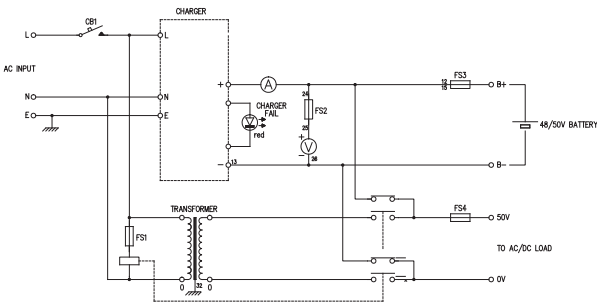 CHARGER
CB1
L L
AC INPUT
+ A 12 15 FS3 B+
N N
24 FS2
CHARGER
FAIL
E E
red
25
+ V
- 26
48/50V BATTERY
- 13 B-
TRANSFORMER
FS4
50V
FS1
TO AC/DC LOAD
0 32 0
0V